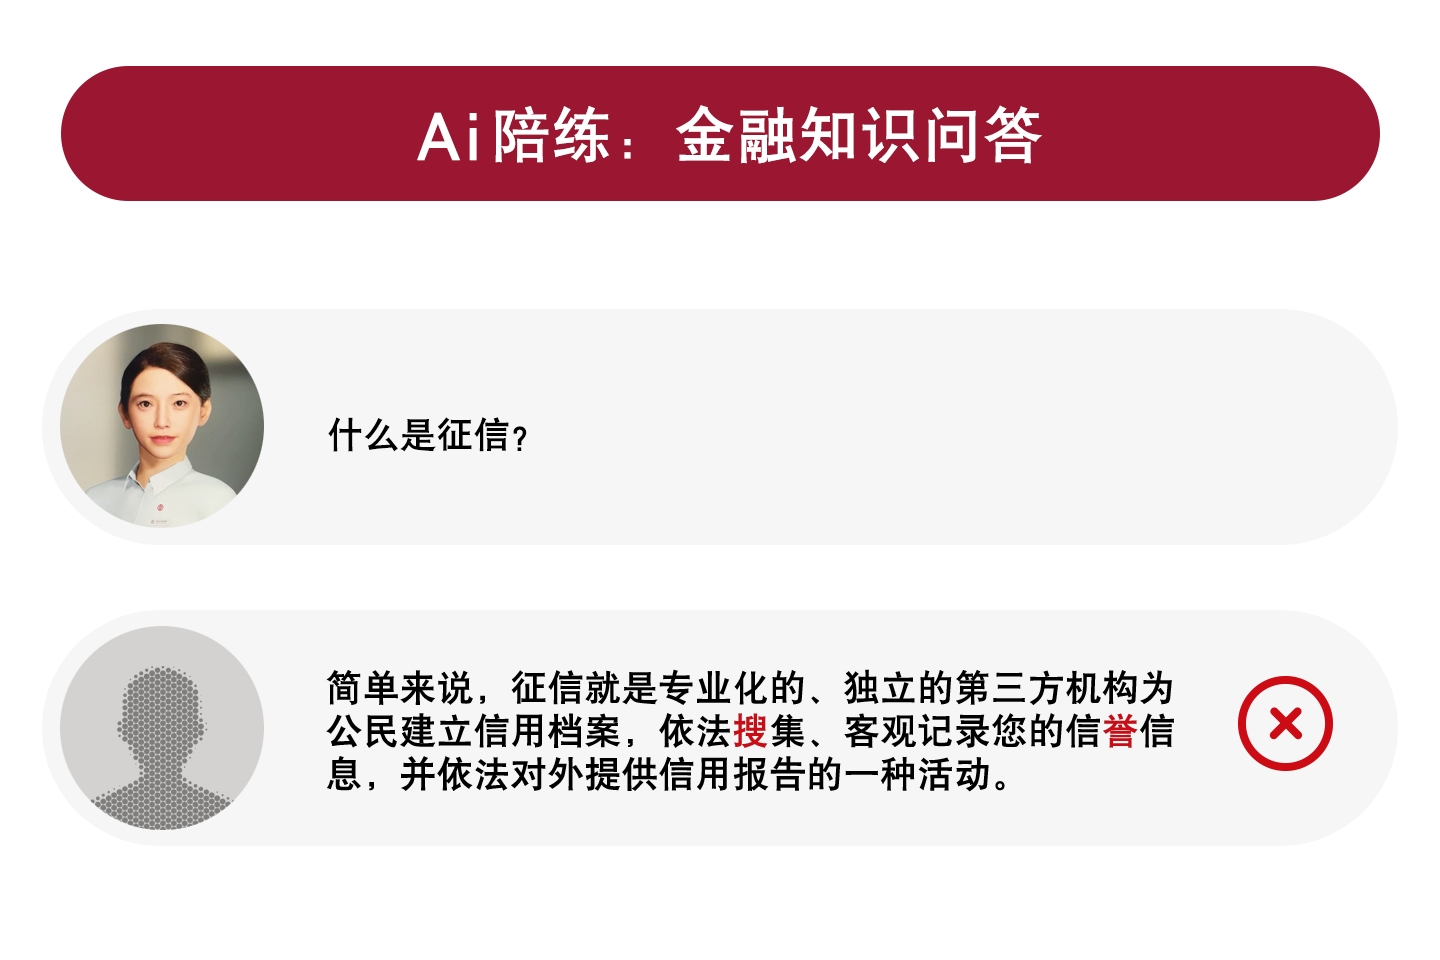 Ai陪练：金融知识问答
什么是征信？
简单来说，征信就是专业化的、独立的第三方机构为
公民建立信用档案，依法搜集、客观记录您的信誉信
息，并依法对外提供信用报告的一种活动。